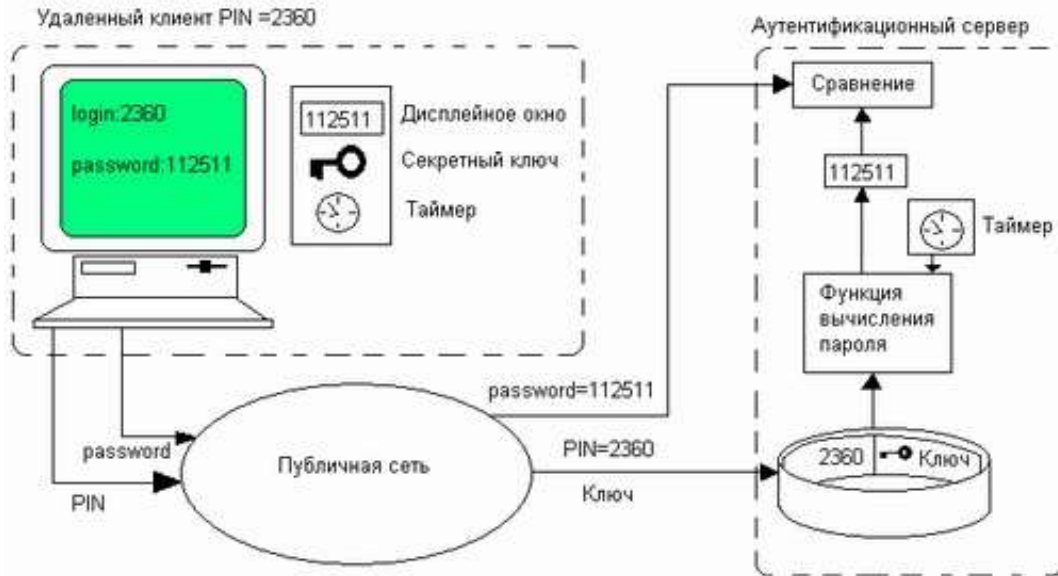 Удаленный клиент PIN =2360
Аутентификационный сервер
login:2360
password:112511
112511
Дисплейное окно
Секретный ключ
Таймер
Сравнение
112511
Таймер
Функция
вычисления
пароля
password=112511
password
Публичная сеть
PIN=2360
2360
Ключ
PIN
Ключ